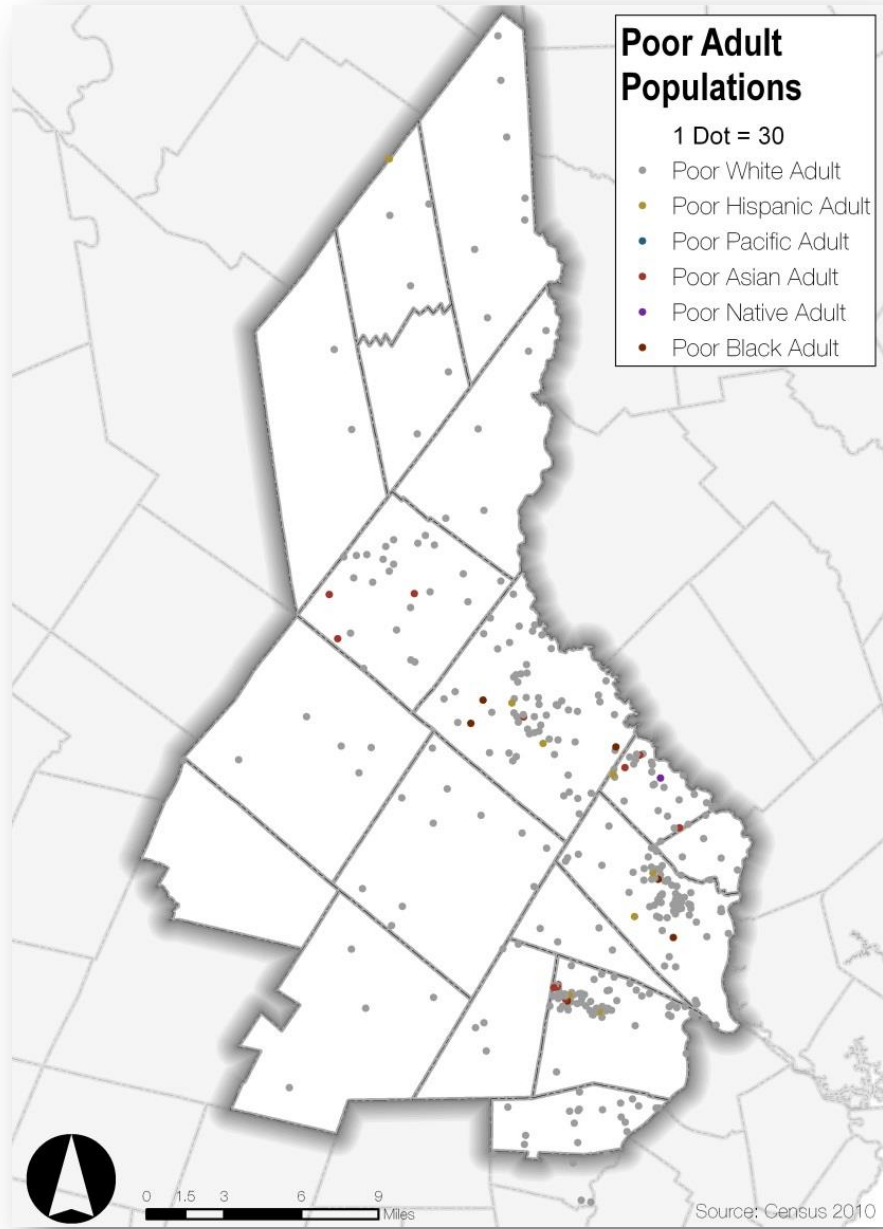 Poor Adult
Populations
1 Dot = 30
Poor White Adult
Poor Hispanic Adult
Poor Pacific Adult
Poor Asian Adult
Poor Native Adult
Poor Black Adult
0 1.5 3 6 9
Miles
Source: Census 2010